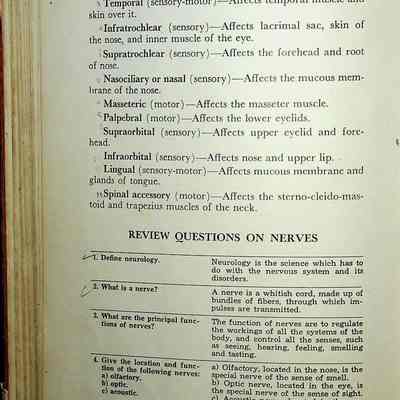 Temporal (sensory-motor)—Affects temporal muscle and
skin over it.
Infratrochlear (sensory)—Affects lacrimal sac, skin of
the nose, and inner muscle of the eye.
Supratrochlear (sensory)—Affects the forehead and root
of nose.
Nasociliary or nasal (sensory)—Affects the mucous mem-
brane of the nose.
Masseteric (motor)—Affects the masseter muscle.
Palpebral (motor)—Affects the lower eyelids.
Supraorbital (sensory)—Affects upper eyelid and fore-
head.
Infraorbital (sensory)—Affects nose and upper lip.
Lingual (sensory-motor)—Affects mucous membrane and
glands of tongue.
Spinal accessory (motor)—Affects the sterno-cleido-mas-
toid and trapezius muscles of the neck.
REVIEW QUESTIONS ON NERVES
1. Define neurology.
Neurology is the science which has to
do with the nervous system and its
disorders.
2. What is a nerve?
A nerve is a whitish cord, made up of
bundles of fibers, through which im-
pulses are transmitted.
3. What are the principal func-
tions of nerves?
The function of nerves are to regulate
the workings of all the systems of the
body, and control all the senses, such
as seeing, hearing, feeling, smelling
and tasting.
4. Give the location and func-
tion of the following nerves:
a) olfactory.
b) optic.
c) acoustic.
a) Olfactory, located in the nose, is the
special nerve of the sense of smell.
b) Optic nerve, located in the eye, is
the special nerve of the sense of sight.